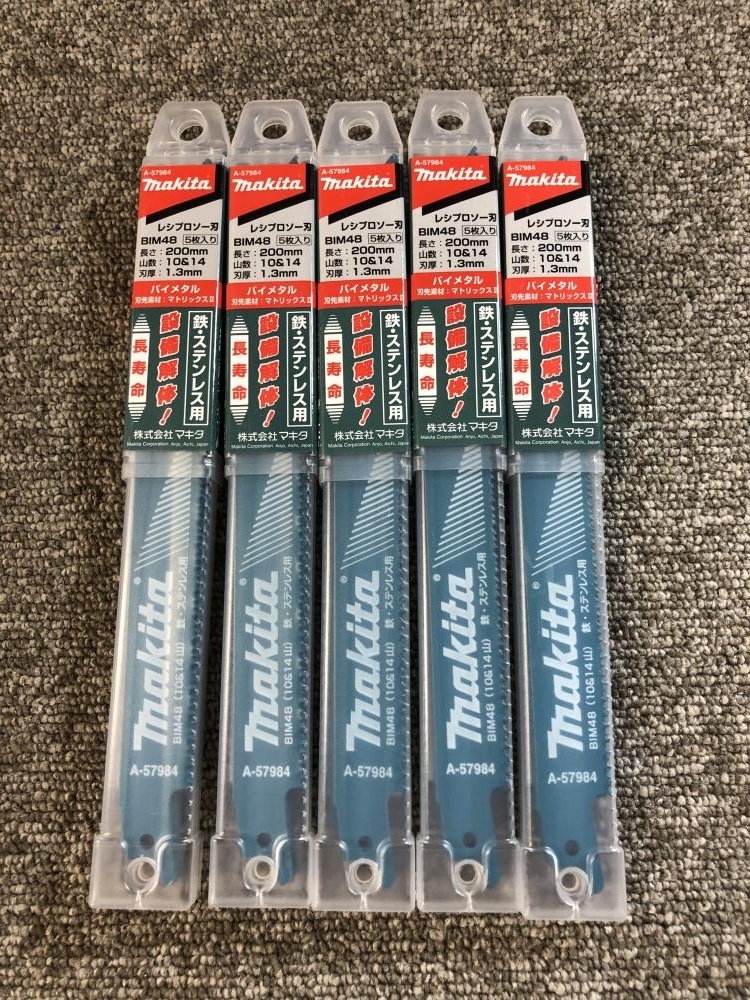 A-57984
makita
レシプロソー刃
BIM48 5枚入り
長さ：200mm
山数：10&14
刃厚：1.3mm
バイメタル
刃先素材：マトリックスⅡ
鉄・ステンレス用
設備解体！
長寿命
株式会社マキタ
Makita Corporation Anjo, Aichi, Japan
makita®
BIM48（10&14山） 鉄・ステンレス用
A-57984
A-57984
makita
レシプロソー刃
BIM48 5枚入り
長さ：200mm
山数：10&14
刃厚：1.3mm
バイメタル
刃先素材：マトリックスⅡ
鉄・ステンレス用
設備解体！
長寿命
株式会社マキタ
Makita Corporation Anjo, Aichi, Japan
makita®
BIM48（10&14山） 鉄・ステンレス用
A-57984
A-57984
makita
レシプロソー刃
BIM48 5枚入り
長さ：200mm
山数：10&14
刃厚：1.3mm
バイメタル
刃先素材：マトリックスⅡ
鉄・ステンレス用
設備解体！
長寿命
株式会社マキタ
Makita Corporation Anjo, Aichi, Japan
makita®
BIM48（10&14山） 鉄・ステンレス用
A-57984
A-57984
makita
レシプロソー刃
BIM48 5枚入り
長さ：200mm
山数：10&14
刃厚：1.3mm
バイメタル
刃先素材：マトリックスⅡ
鉄・ステンレス用
設備解体！
長寿命
株式会社マキタ
Makita Corporation Anjo, Aichi, Japan
makita®
BIM48（10&14山） 鉄・ステンレス用
A-57984
A-57984
makita
レシプロソー刃
BIM48 5枚入り
長さ：200mm
山数：10&14
刃厚：1.3mm
バイメタル
刃先素材：マトリックスⅡ
鉄・ステンレス用
設備解体！
長寿命
株式会社マキタ
Makita Corporation Anjo, Aichi, Japan
makita®
BIM48（10&14山） 鉄・ステンレス用
A-57984